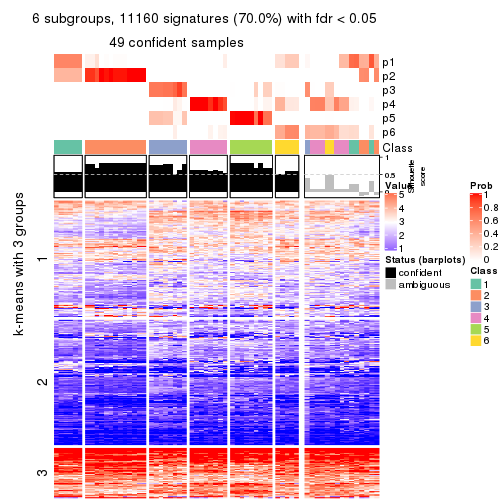 6 subgroups, 11160 signatures (70.0%) with fdr < 0.05
49 confident samples
p1
p2
p3
p4
p5
p6
Class
1
0.5
0
Silhouette
score
k-means with 3 groups
1
2
3
Value
5
4
3
2
1
Status (barplots)
confident
ambiguous
Prob
1
0.8
0.6
0.4
0.2
0
Class
1
2
3
4
5
6